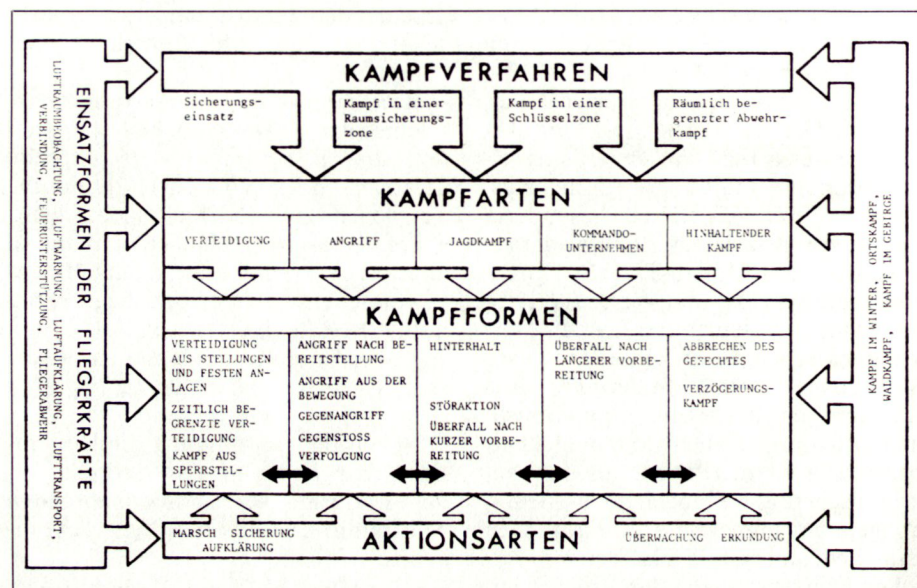 KAMPFVERFAHREN
Sicherungs-
einsatz
Kampf in einer
Raumsicherungs-
zone
Kampf in einer
Schlüsselzone
Räumlich be-
grenzter Abwehr-
kampf
KAMPFARTEN
VERTEIDIGUNG
ANGRIFF
JAGDKAMPF
KOMMANDO-
UNTERNEHMEN
HINHALTENDER
KAMPF
KAMPFFORMEN
VERTEIDIGUNG
AUS STELLUNGEN
UND FESTEN AN-
LAGEN
ZEITLICH BE-
GRENZTE VER-
TEIDIGUNG
KAMPF AUS
SPERRSTEL-
LUNGEN
ANGRIFF NACH BE-
REITSTELLUNG
ANGRIFF AUS DER
BEWEGUNG
GEGENANGRIFF
GEGENSTOSS
VERFOLGUNG
HINTERHALT
STÖRAKTION
ÜBERFALL NACH
KURZER VORBE-
REITUNG
ÜBERFALL NACH
LÄNGERER VORBE-
REITUNG
ABBRECHEN DES
GEFECHTES
VERZÖGERUNGS-
KAMPF
AKTIONSARTEN
MARSCH SICHERUNG
AUFKLÄRUNG
ÜBERWACHUNG ERKUNDUNG
EINSATZFORMEN DER FLIEGERKRÄFTE
LUFTRAUMBEOBACHTUNG, LUFTWARNUNG, LUFTAUFKLÄRUNG, LUFTTRANSPORT,
VERBINDUNG, FEUERUNTERSTÜTZUNG, FLIEGERABWEHR
KAMPF IM WINTER, ORTSKAMPF,
WALDKAMPF, KAMPF IM GEBIRGE